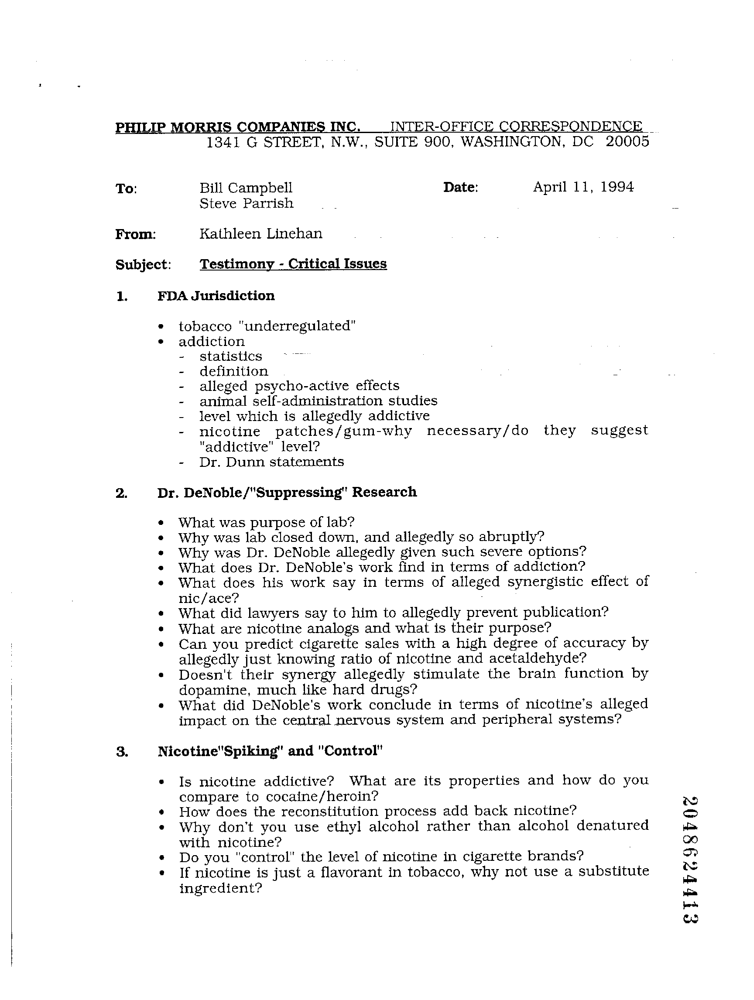 PHILIP MORRIS COMPANIES INC. INTER-OFFICE CORRESPONDENCE
1341 G STREET, N.W., SUITE 900, WASHINGTON, DC 20005
To: Bill Campbell Date: April 11, 1994
Steve Parrish
From: Kathleen Linehan
Subject: Testimony - Critical Issues
1. FDA Jurisdiction
• tobacco "underregulated"
• addiction
- statistics
- definition
- alleged psycho-active effects
- animal self-administration studies
- level which is allegedly addictive
- nicotine patches/gum-why necessary/do they suggest
"addictive" level?
- Dr. Dunn statements
2. Dr. DeNoble/"Suppressing" Research
• What was purpose of lab?
• Why was lab closed down, and allegedly so abruptly?
• Why was Dr. DeNoble allegedly given such severe options?
• What does Dr. DeNoble's work find in terms of addiction?
• What does his work say in terms of alleged synergistic effect of
nic/ace?
• What did lawyers say to him to allegedly prevent publication?
• What are nicotine analogs and what is their purpose?
• Can you predict cigarette sales with a high degree of accuracy by
allegedly just knowing ratio of nicotine and acetaldehyde?
• Doesn't their synergy allegedly stimulate the brain function by
dopamine, much like hard drugs?
• What did DeNoble's work conclude in terms of nicotine's alleged
impact on the central nervous system and peripheral systems?
3. Nicotine"Spiking" and "Control"
• Is nicotine addictive? What are its properties and how do you
compare to cocaine/heroin?
• How does the reconstitution process add back nicotine?
• Why don't you use ethyl alcohol rather than alcohol denatured
with nicotine?
• Do you "control" the level of nicotine in cigarette brands?
• If nicotine is just a flavorant in tobacco, why not use a substitute
ingredient?
2048624413